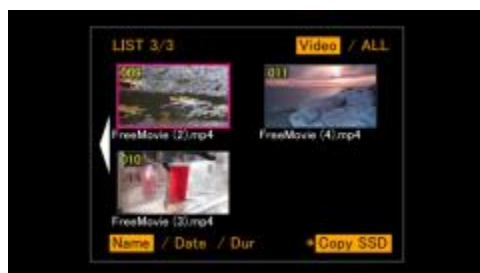 LIST 3/3
Video / ALL
009
FreeMovie (2).mp4
011
FreeMovie (4).mp4
010
FreeMovie (3).mp4
Name / Date / Dur
*Copy SSD